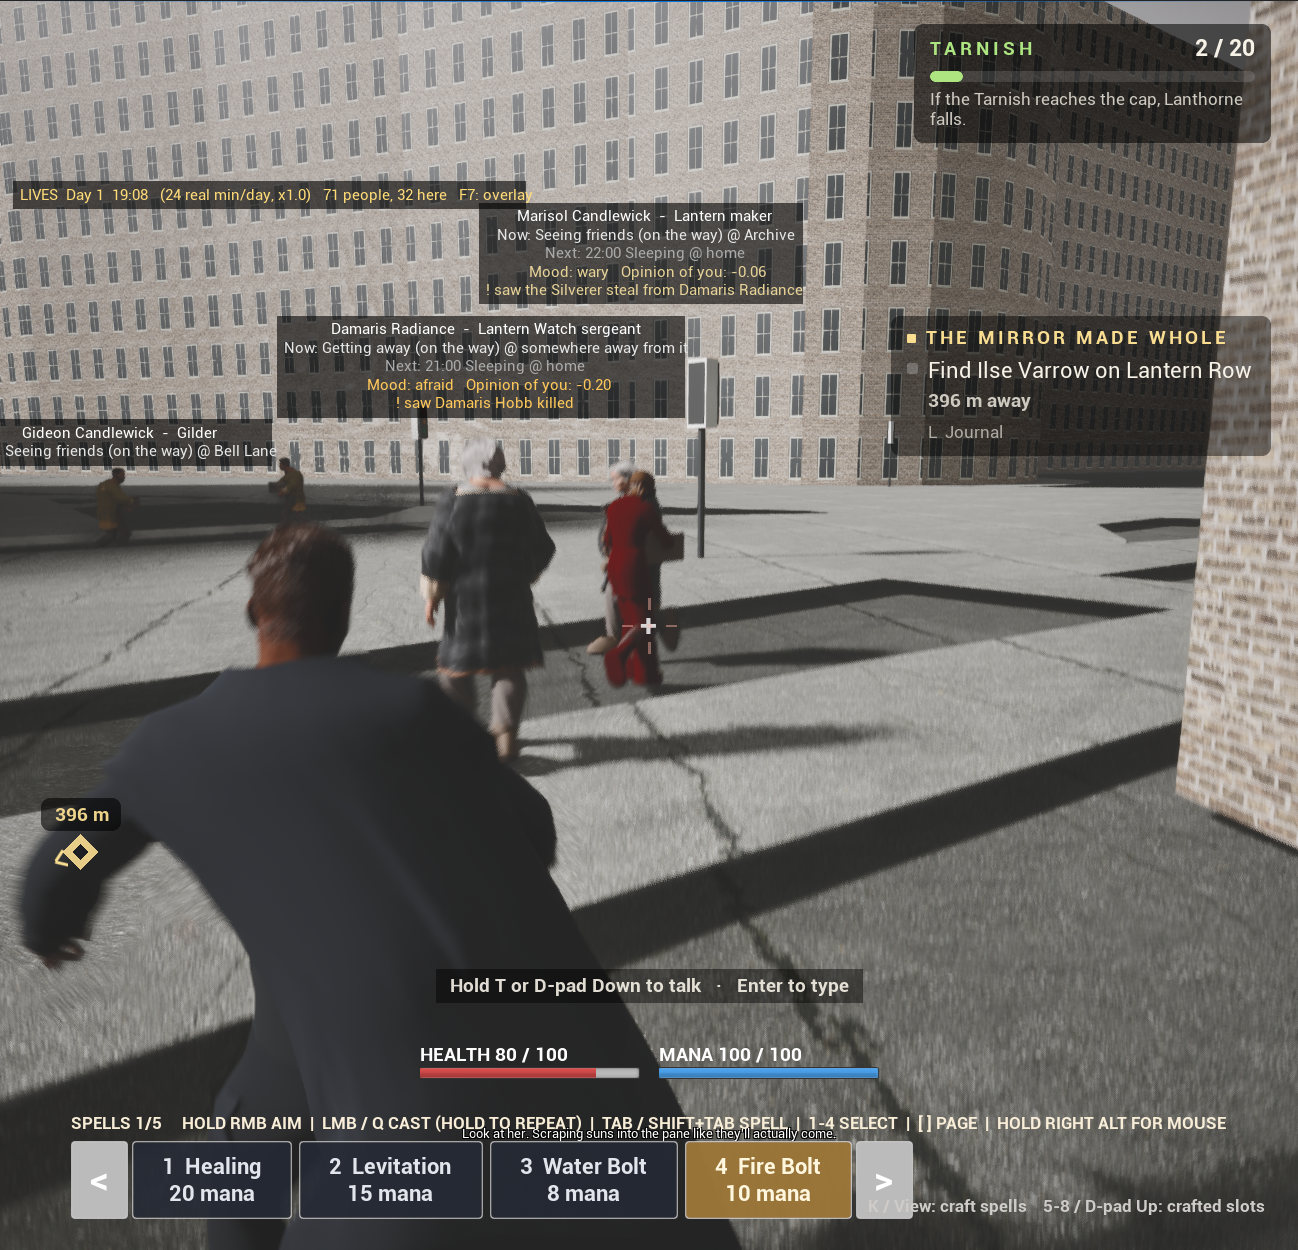 TARNISH 2 / 20
If the Tarnish reaches the cap, Lanthorne
falls.
LIVES Day 1 19:08 (24 real min/day, x1.0) 71 people, 32 here F7: overlay
Marisol Candlewick - Lantern maker
Now: Seeing friends (on the way) @ Archive
Next: 22:00 Sleeping @ home
Mood: wary Opinion of you: -0.06
! saw the Silverer steal from Damaris Radiance
Damaris Radiance - Lantern Watch sergeant
Now: Getting away (on the way) @ somewhere away from it
Next: 21:00 Sleeping @ home
Mood: afraid Opinion of you: -0.20
! saw Damaris Hobb killed
THE MIRROR MADE WHOLE
Find Ilse Varrow on Lantern Row
396 m away
L Journal
Gideon Candlewick - Gilder
Seeing friends (on the way) @ Bell Lane
396 m
Hold T or D-pad Down to talk · Enter to type
HEALTH 80 / 100 MANA 100 / 100
SPELLS 1/5 HOLD RMB AIM | LMB / Q CAST (HOLD TO REPEAT) | TAB / SHIFT+TAB SPELL | 1-4 SELECT | [ ] PAGE | HOLD RIGHT ALT FOR MOUSE
Look at her. Scraping suns into the pane like they'll actually come.
< 1 Healing 2 Levitation 3 Water Bolt 4 Fire Bolt >
20 mana 15 mana 8 mana 10 mana
K / View: craft spells 5-8 / D-pad Up: crafted slots